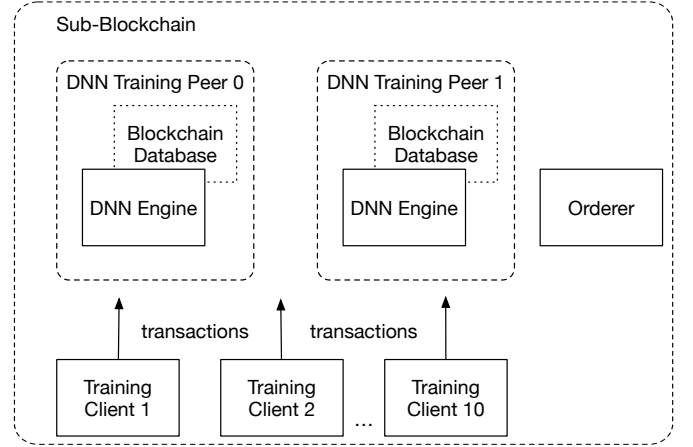 Sub-Blockchain
DNN Training Peer 0
DNN Training Peer 1
Blockchain
Database
Blockchain
Database
DNN Engine
DNN Engine
Orderer
transactions
transactions
Training
Client 1
Training
Client 2
...
Training
Client 10